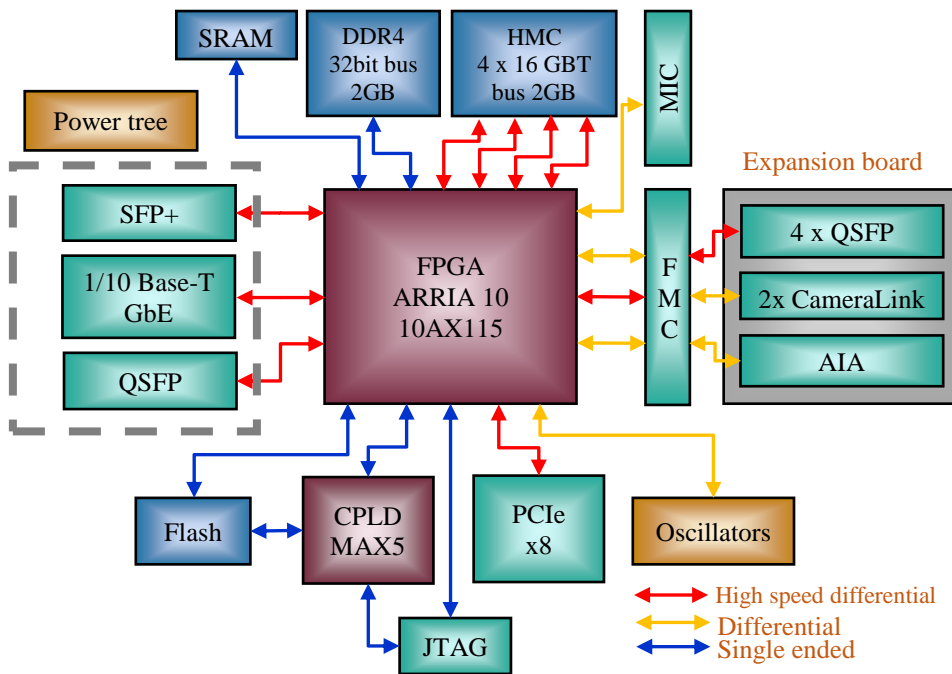 SRAM
DDR4
32bit bus
2GB
HMC
4 x 16 GBT
bus 2GB
MIC
Power tree
Expansion board
SFP+
1/10 Base-T
GbE
QSFP
FPGA
ARRIA 10
10AX115
F
M
C
4 x QSFP
2x CameraLink
AIA
Flash
CPLD
MAX5
PCIe
x8
Oscillators
JTAG
High speed differential
Differential
Single ended